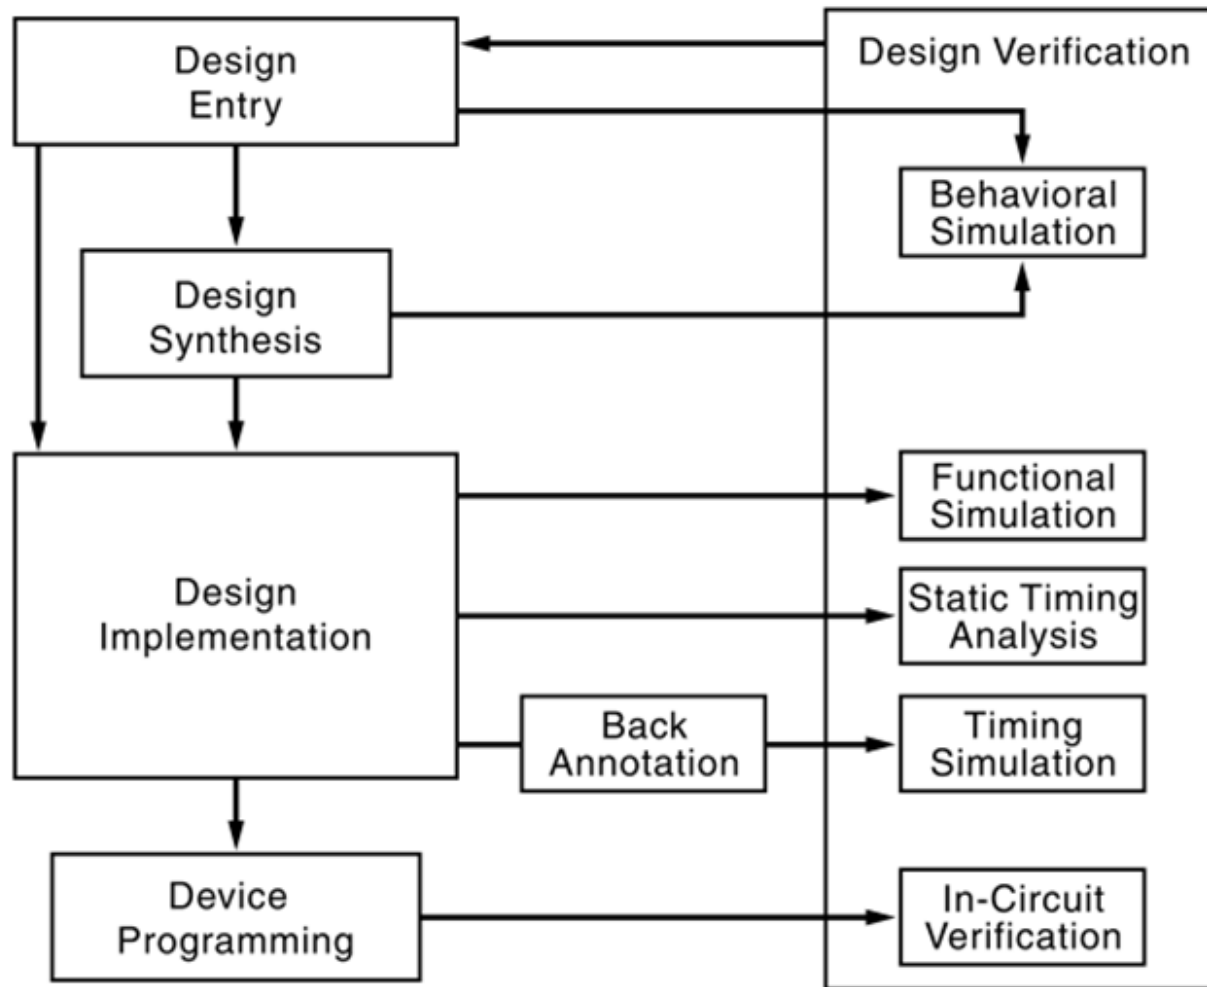 Design
Entry
Design Verification
Behavioral
Simulation
Design
Synthesis
Functional
Simulation
Design
Implementation
Static Timing
Analysis
Back
Annotation
Timing
Simulation
Device
Programming
In-Circuit
Verification